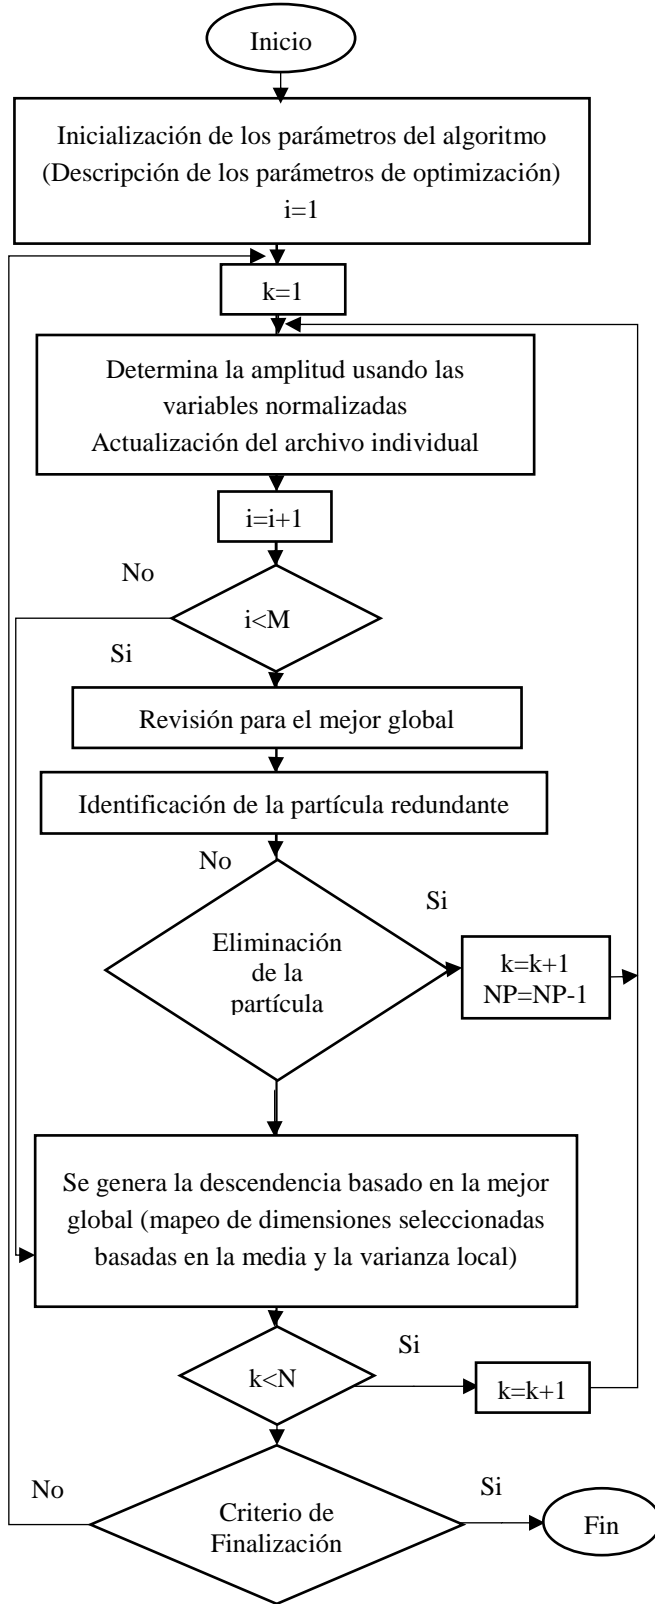 Inicio
Inicialización de los parámetros del algoritmo
(Descripción de los parámetros de optimización)
i=1
k=1
Determina la amplitud usando las
variables normalizadas
Actualización del archivo individual
i=i+1
No
i<M
Si
Revisión para el mejor global
Identificación de la partícula redundante
No
Si
Eliminación
de la
partícula
k=k+1
NP=NP-1
Se genera la descendencia basado en la mejor
global (mapeo de dimensiones seleccionadas
basadas en la media y la varianza local)
Si
k<N
k=k+1
No
Si
Criterio de
Finalización
Fin